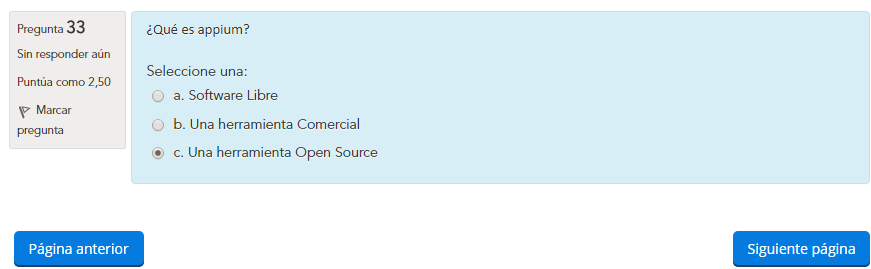 Pregunta 33
Sin responder aún
Puntúa como 2,50
Marcar
pregunta
¿Qué es appium?
Seleccione una:
a. Software Libre
b. Una herramienta Comercial
c. Una herramienta Open Source
Página anterior
Siguiente página